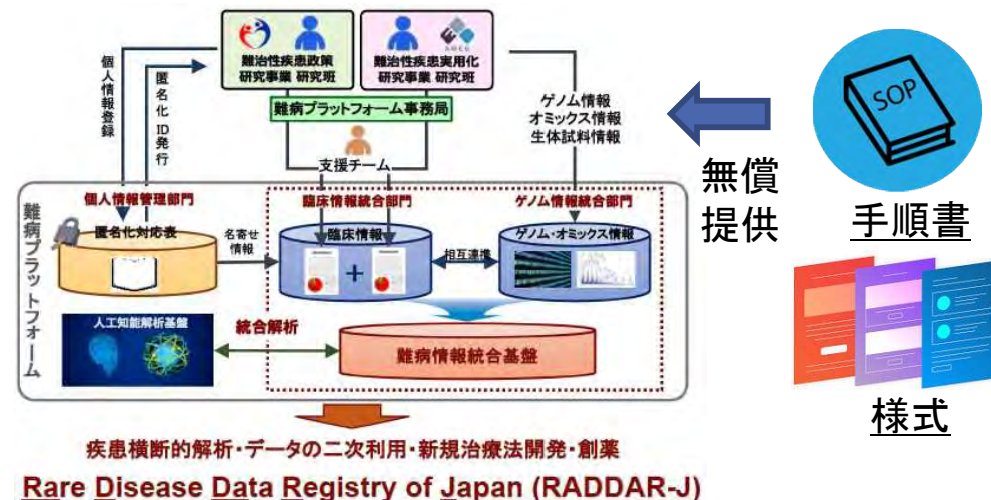 難治性疾患政策
研究事業 研究班
AMED
難治性疾患実用化
研究事業 研究班
難病プラットフォーム事務局
支援チーム
個人情報登録
匿名化ID発行
ゲノム情報
オミックス情報
生体試料情報
無償
提供
SOP
手順書
様式
難病プラットフォーム
個人情報管理部門
匿名化対応表
名寄せ
情報
臨床情報統合部門
臨床情報
+
相互連携
ゲノム情報統合部門
ゲノム・オミックス情報
人工知能解析基盤
統合解析
難病情報統合基盤
疾患横断的解析・データの二次利用・新規治療法開発・創薬
Rare Disease Data Registry of Japan (RADDAR-J)